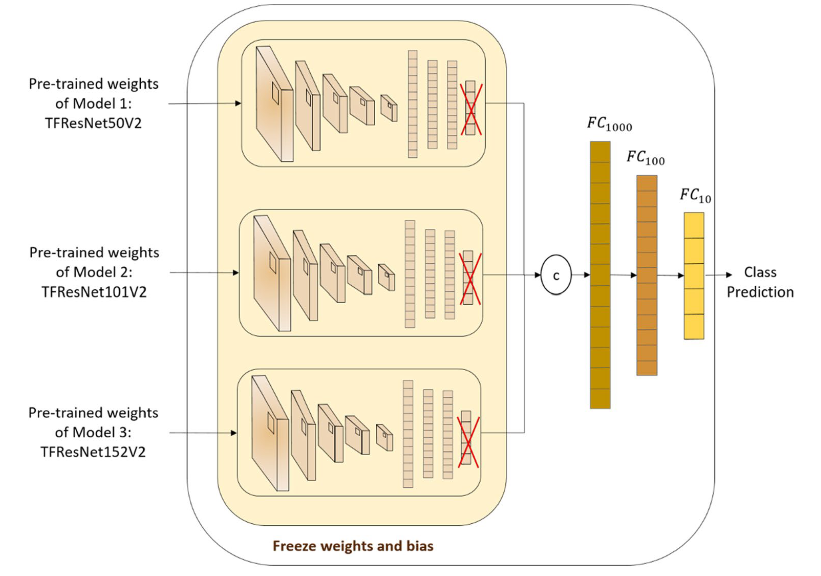 Pre-trained weights
of Model 1:
TFResNet50V2
Pre-trained weights
of Model 2:
TFResNet101V2
Pre-trained weights
of Model 3:
TFResNet152V2
Freeze weights and bias
c
FC1000
FC100
FC10
Class
Prediction